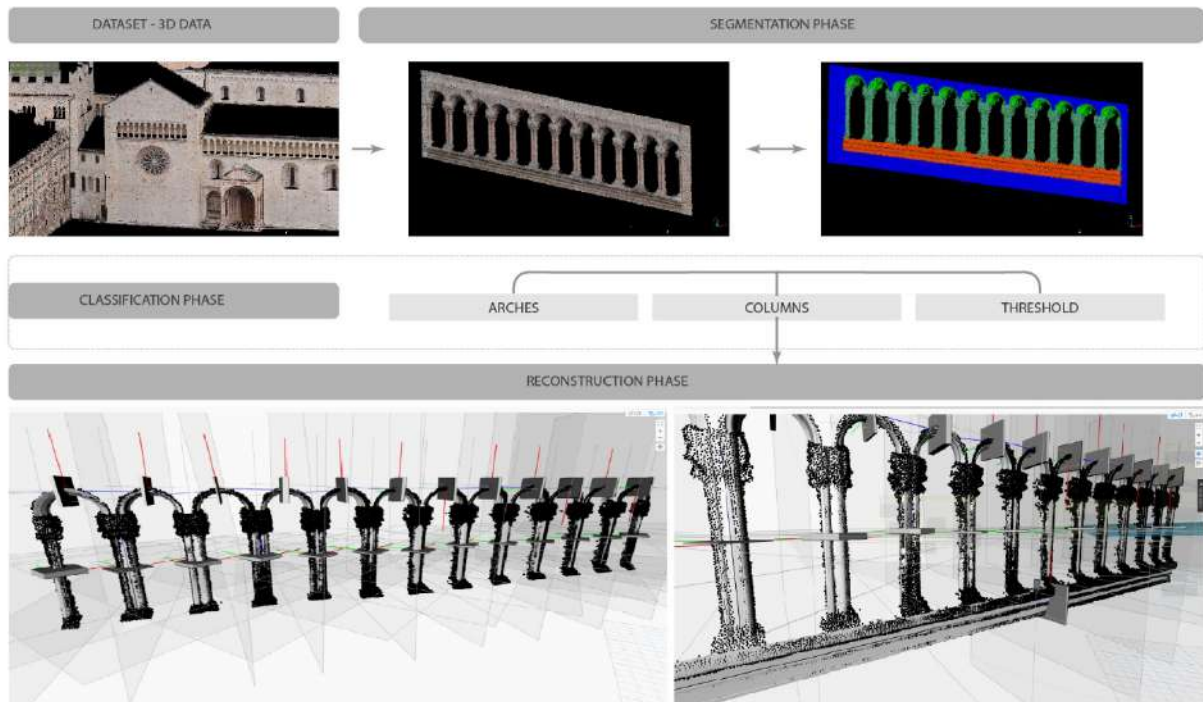 DATASET - 3D DATA
SEGMENTATION PHASE
CLASSIFICATION PHASE
ARCHES
COLUMNS
THRESHOLD
RECONSTRUCTION PHASE